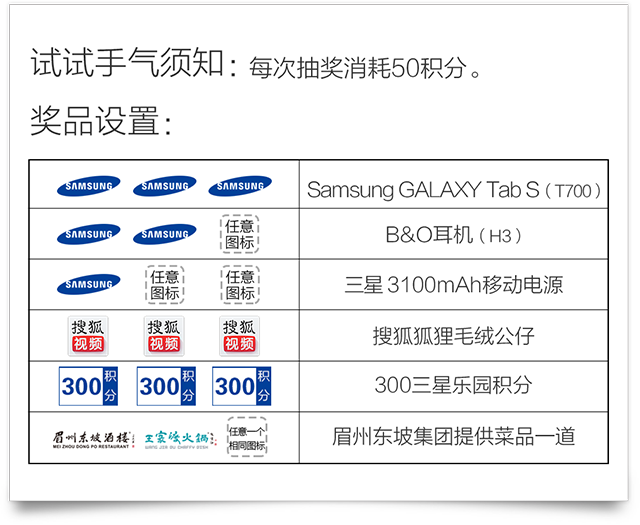 试试手气须知：每次抽奖消耗50积分。
奖品设置：
SAMSUNG SAMSUNG SAMSUNG Samsung GALAXY Tab S（T700）
SAMSUNG SAMSUNG 任意图标 B&O耳机（H3）
SAMSUNG 任意图标 任意图标 三星 3100mAh移动电源
搜狐视频 搜狐视频 搜狐视频 搜狐狐狸毛绒公仔
300积分 300积分 300积分 300三星乐园积分
眉州东坡酒楼 MEI ZHOU DONG PO RESTAURANT 王家渡火锅 WANG JIA DU CHAFFY DISH 任意一个相同图标 眉州东坡集团提供菜品一道